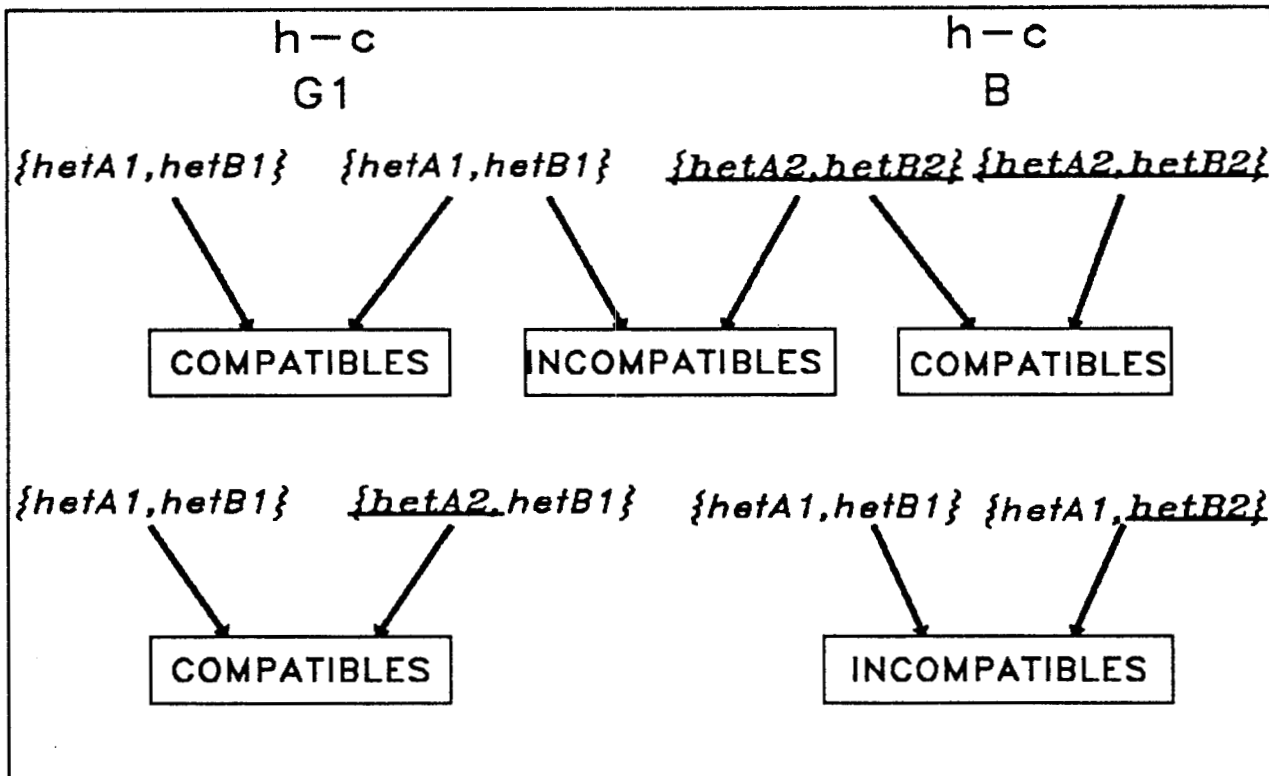 h-c h-c
G1 B
{hetA1,hetB1} {hetA1,hetB1} {hetA2,hetB2} {hetA2,hetB2}
COMPATIBLES INCOMPATIBLES COMPATIBLES
{hetA1,hetB1} {hetA2,hetB1} {hetA1,hetB1} {hetA1,hetB2}
COMPATIBLES INCOMPATIBLES